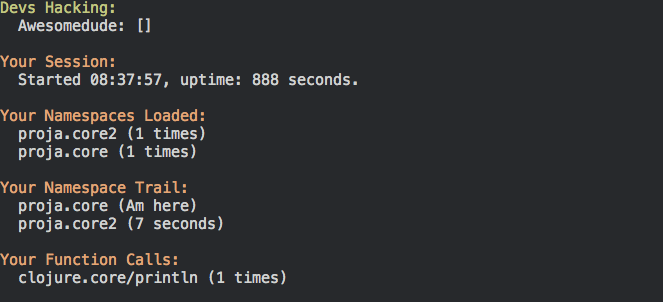 Devs Hacking:
Awesomedude: []
Your Session:
Started 08:37:57, uptime: 888 seconds.
Your Namespaces Loaded:
proja.core2 (1 times)
proja.core (1 times)
Your Namespace Trail:
proja.core (Am here)
proja.core2 (7 seconds)
Your Function Calls:
clojure.core/println (1 times)